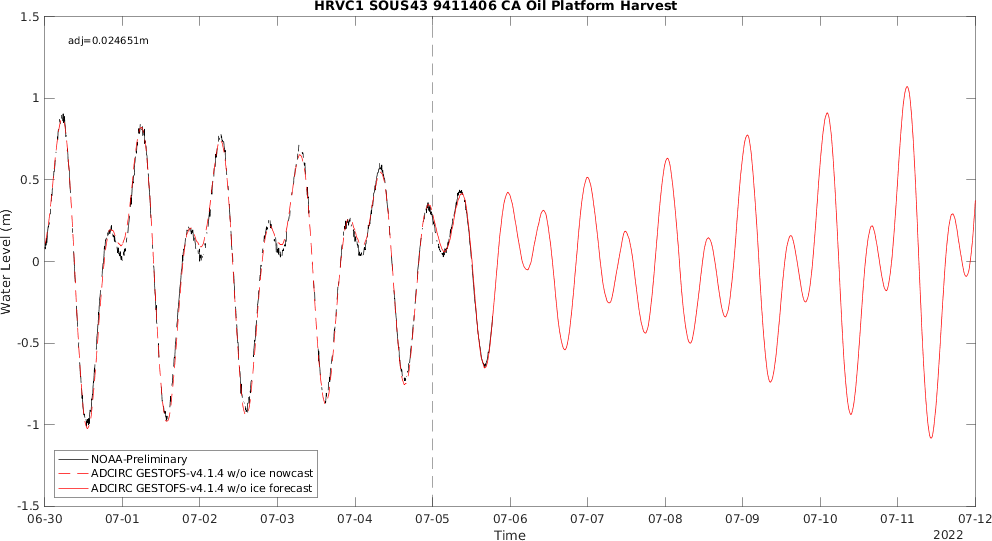 HRVC1 SOUS43 9411406 CA Oil Platform Harvest
adj=0.024651m
1.5
1
0.5
0
-0.5
-1
-1.5
Water Level (m)
NOAA-Preliminary
ADCIRC GESTOFS-v4.1.4 w/o ice nowcast
ADCIRC GESTOFS-v4.1.4 w/o ice forecast
06-30 07-01 07-02 07-03 07-04 07-05 07-06 07-07 07-08 07-09 07-10 07-11 07-12
Time
2022